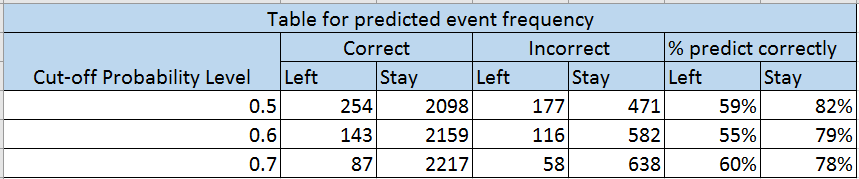 Table for predicted event frequency
Correct Incorrect % predict correctly
Cut-off Probability Level Left Stay Left Stay Left Stay
0.5 254 2098 177 471 59% 82%
0.6 143 2159 116 582 55% 79%
0.7 87 2217 58 638 60% 78%